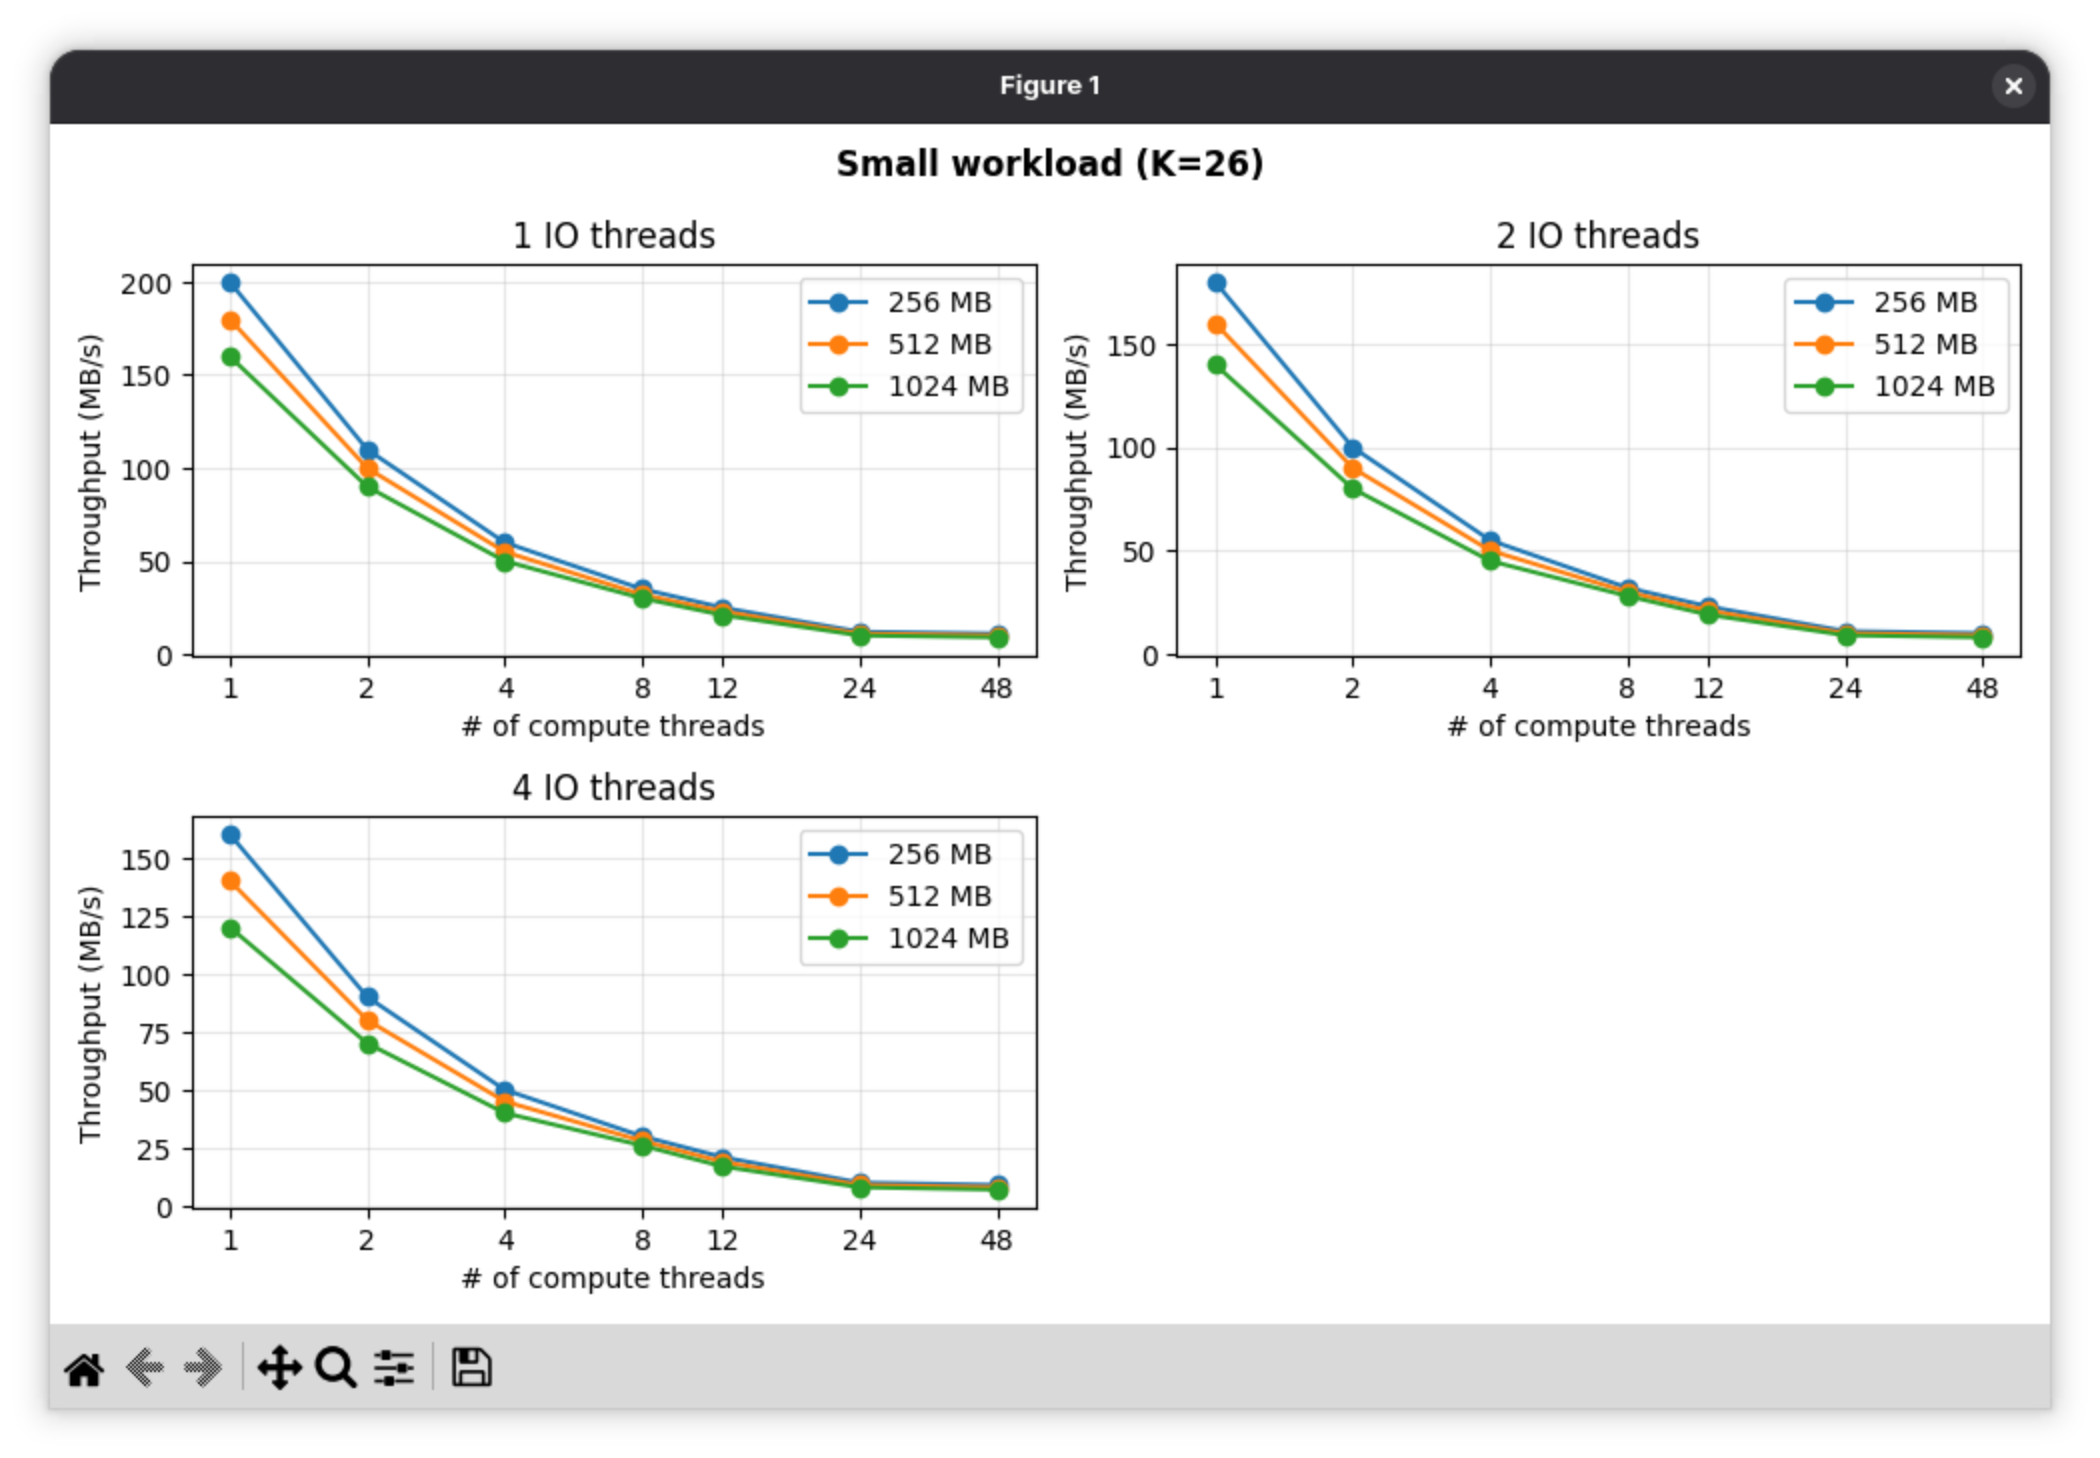 Figure 1
Small workload (K=26)
1 IO threads
200
150
100
50
0
Throughput (MB/s)
256 MB
512 MB
1024 MB
1 2 4 8 12 24 48
# of compute threads
2 IO threads
150
100
50
0
Throughput (MB/s)
256 MB
512 MB
1024 MB
1 2 4 8 12 24 48
# of compute threads
4 IO threads
150
125
100
75
50
25
0
Throughput (MB/s)
256 MB
512 MB
1024 MB
1 2 4 8 12 24 48
# of compute threads